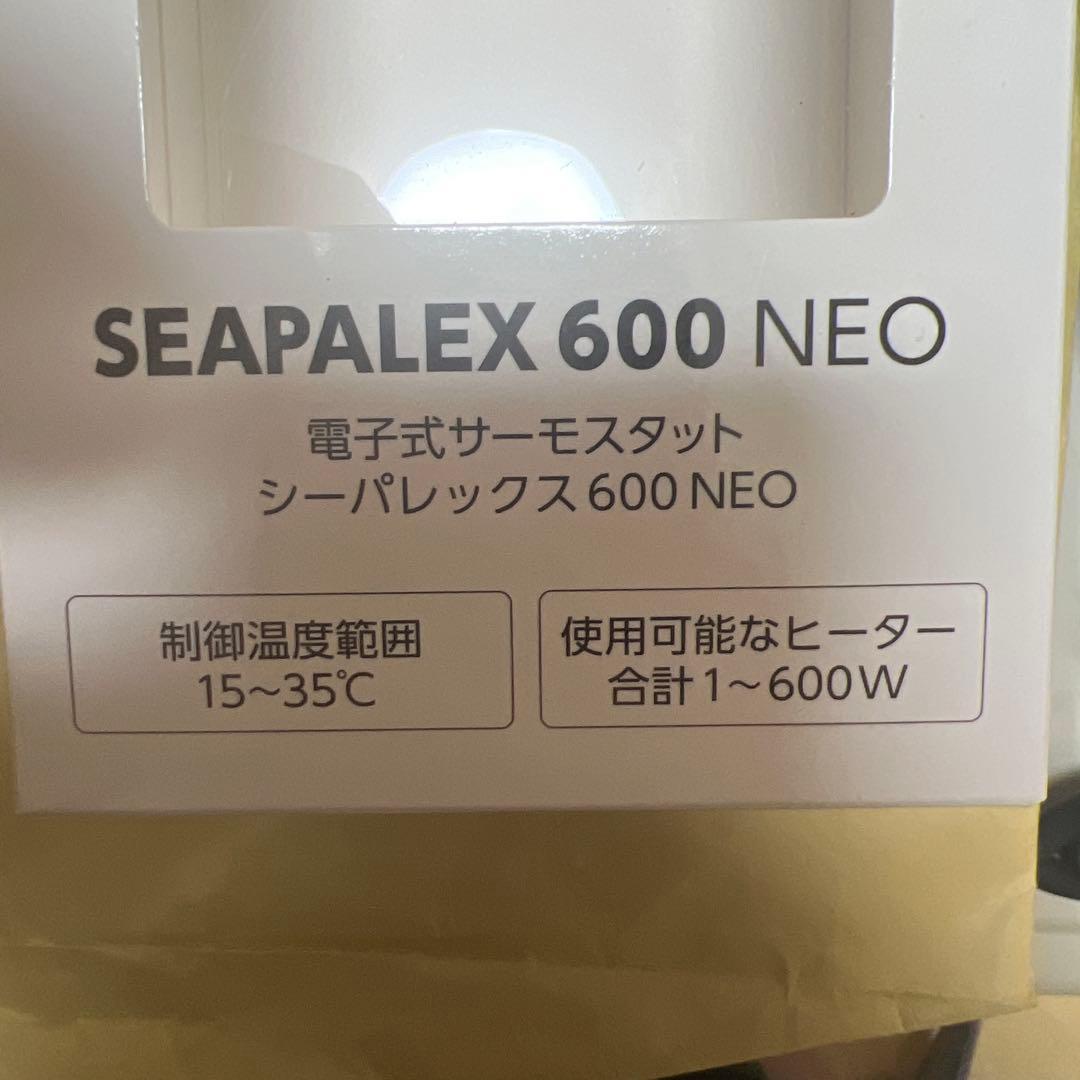 SEAPALEX 600 NEO
電子式サーモスタット
シーパレックス600 NEO
制御温度範囲
15〜35℃
使用可能なヒーター
合計1〜600W